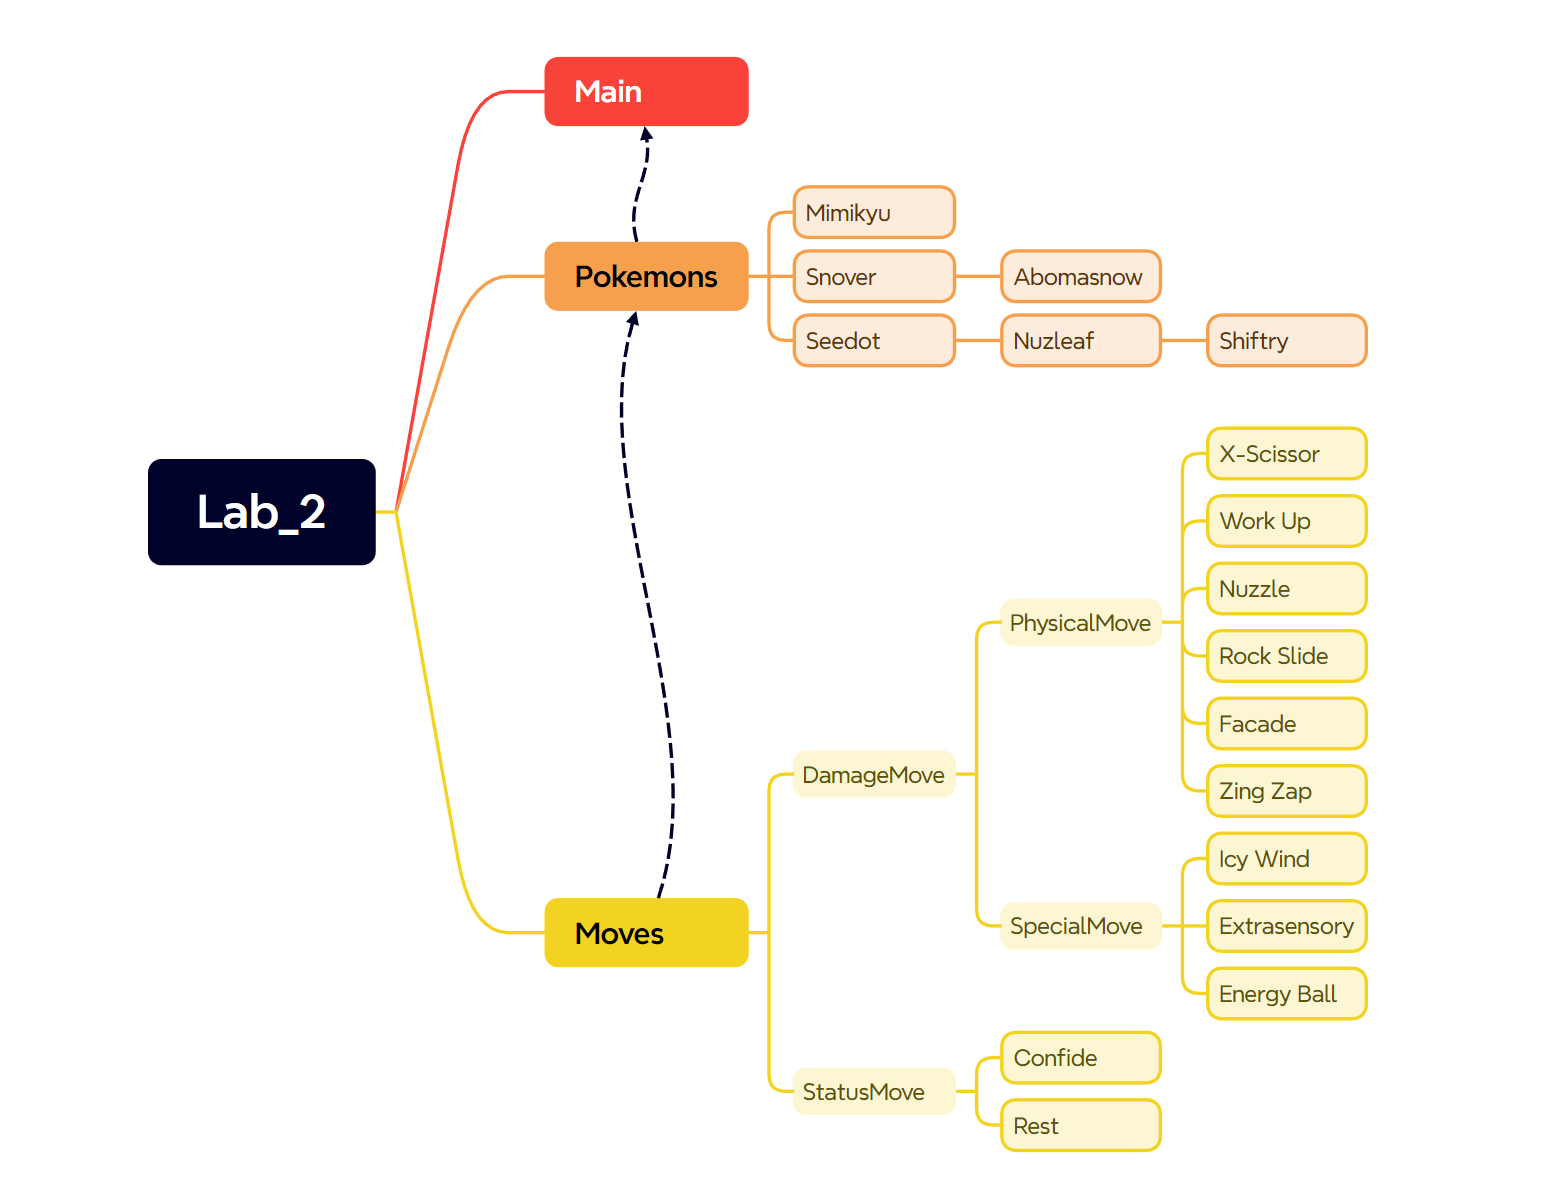 Main
Mimikyu
Pokemons
Snover
Abomasnow
Seedot
Nuzleaf
Shiftry
X-Scissor
Lab_2
Work Up
Nuzzle
PhysicalMove
Rock Slide
Facade
DamageMove
Zing Zap
Icy Wind
SpecialMove
Extrasensory
Moves
Energy Ball
Confide
StatusMove
Rest